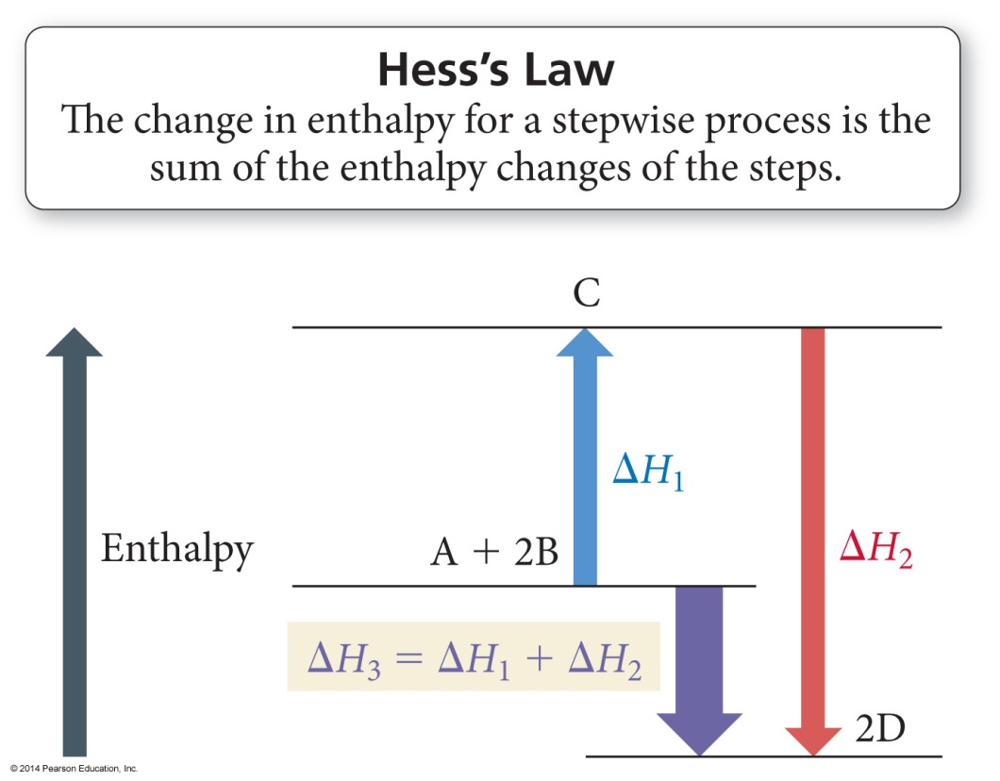 Hess’s Law
The change in enthalpy for a stepwise process is the
sum of the enthalpy changes of the steps.
C
ΔH₁
Enthalpy
A + 2B
ΔH₂
ΔH₃ = ΔH₁ + ΔH₂
2D
© 2014 Pearson Education, Inc.